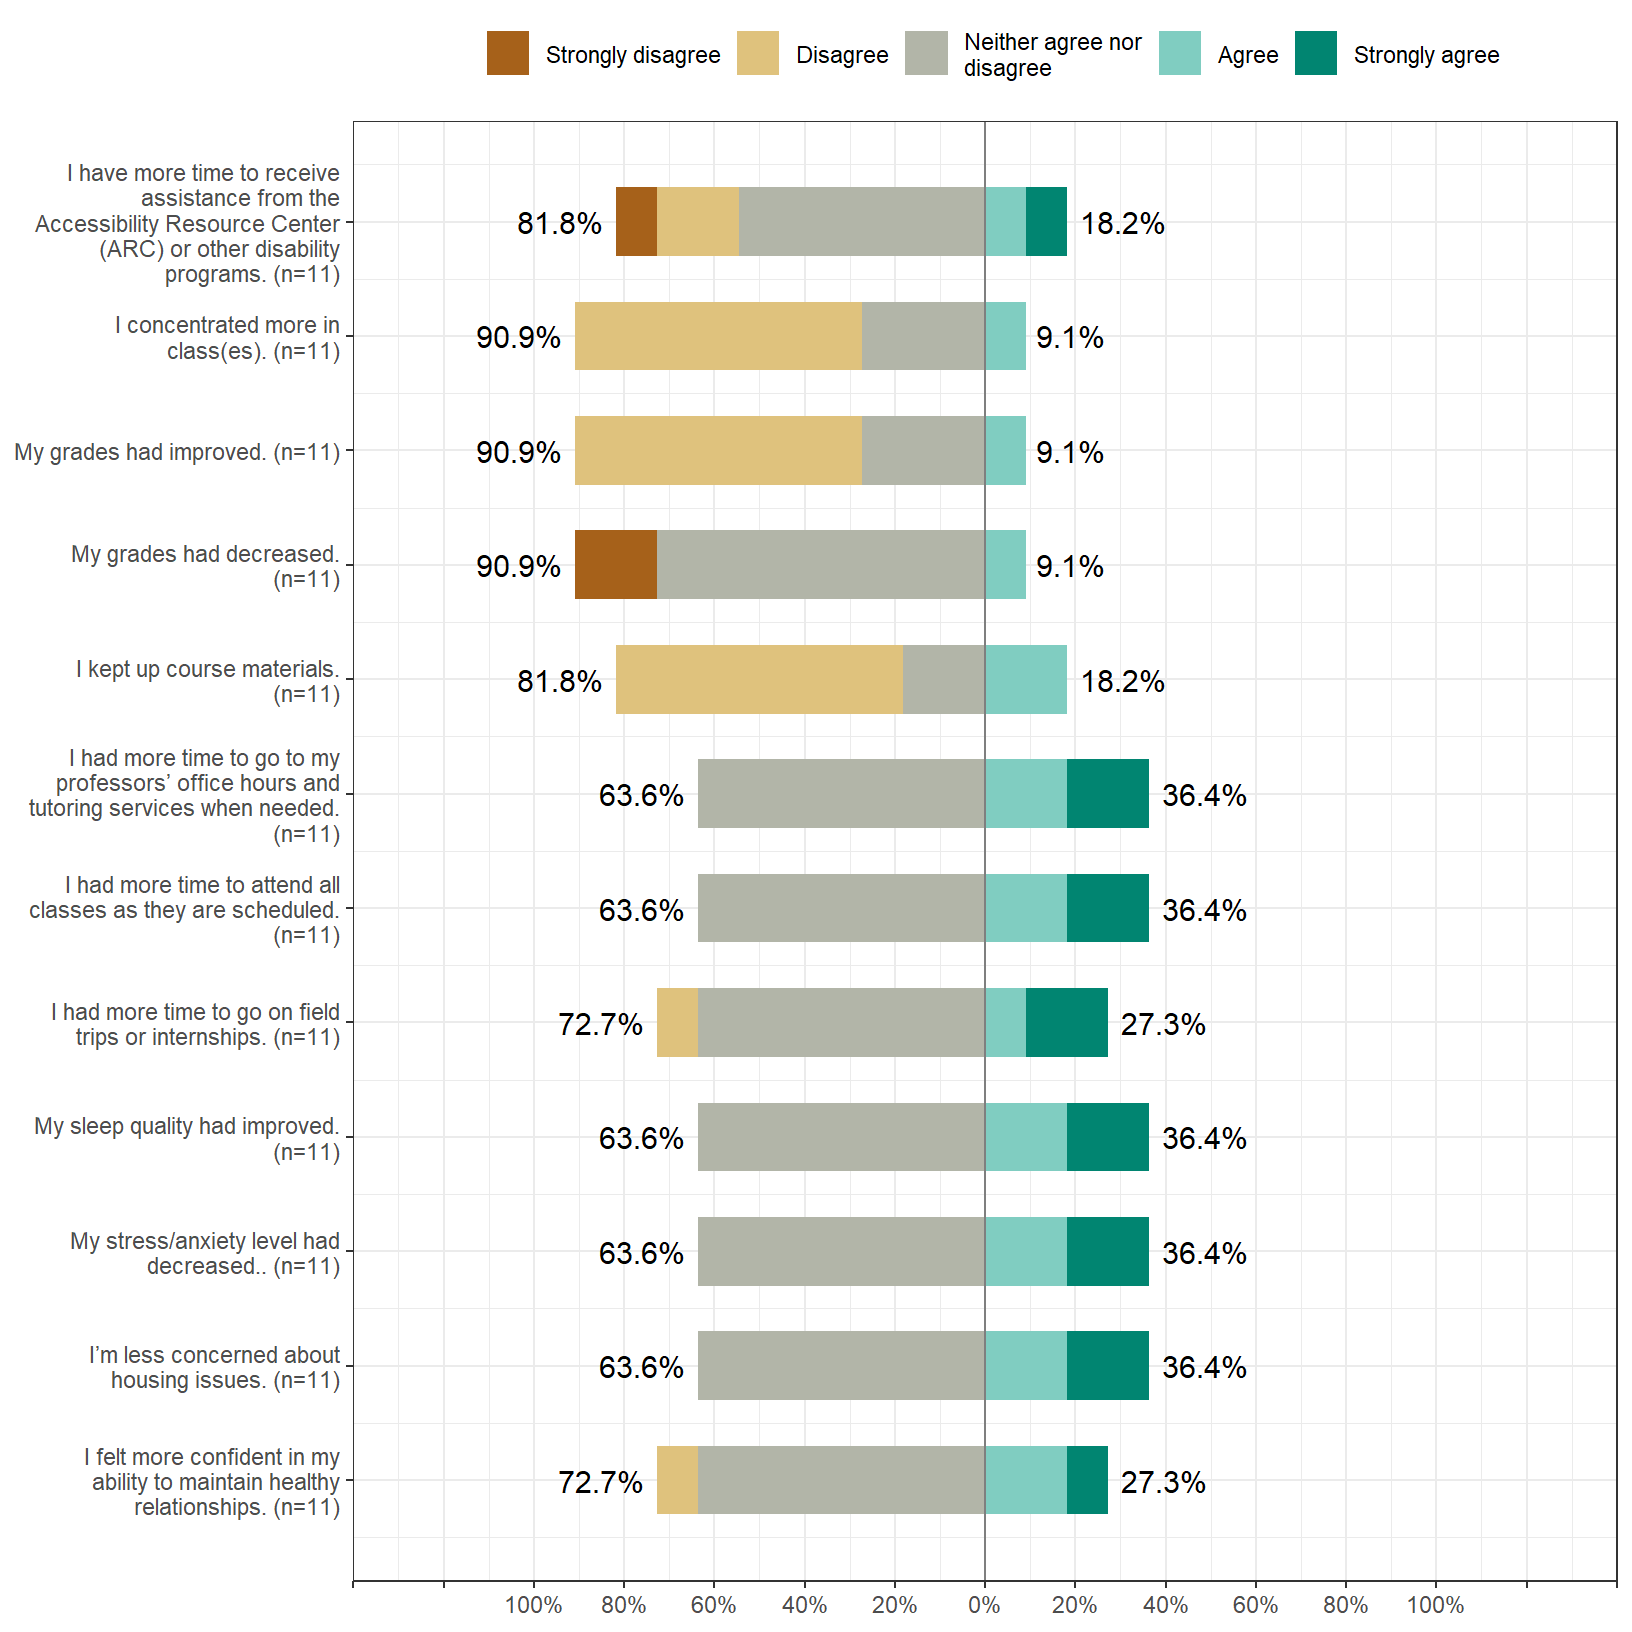 Strongly disagree
Disagree
Neither agree nor
disagree
Agree
Strongly agree
I have more time to receive
assistance from the
Accessibility Resource Center
(ARC) or other disability
programs. (n=11)
81.8%
18.2%
I concentrated more in
class(es). (n=11)
90.9%
9.1%
My grades had improved. (n=11)
90.9%
9.1%
My grades had decreased.
(n=11)
90.9%
9.1%
I kept up course materials.
(n=11)
81.8%
18.2%
I had more time to go to my
professors’ office hours and
tutoring services when needed.
(n=11)
63.6%
36.4%
I had more time to attend all
classes as they are scheduled.
(n=11)
63.6%
36.4%
I had more time to go on field
trips or internships. (n=11)
72.7%
27.3%
My sleep quality had improved.
(n=11)
63.6%
36.4%
My stress/anxiety level had
decreased.. (n=11)
63.6%
36.4%
I’m less concerned about
housing issues. (n=11)
63.6%
36.4%
I felt more confident in my
ability to maintain healthy
relationships. (n=11)
72.7%
27.3%
100% 80% 60% 40% 20% 0% 20% 40% 60% 80% 100%